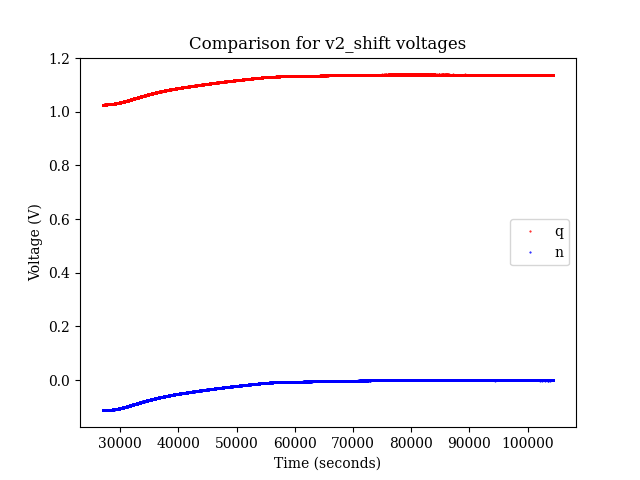 Comparison for v2_shift voltages
1.2
1.0
0.8
0.6
0.4
0.2
0.0
Voltage (V)
q
n
30000 40000 50000 60000 70000 80000 90000 100000
Time (seconds)